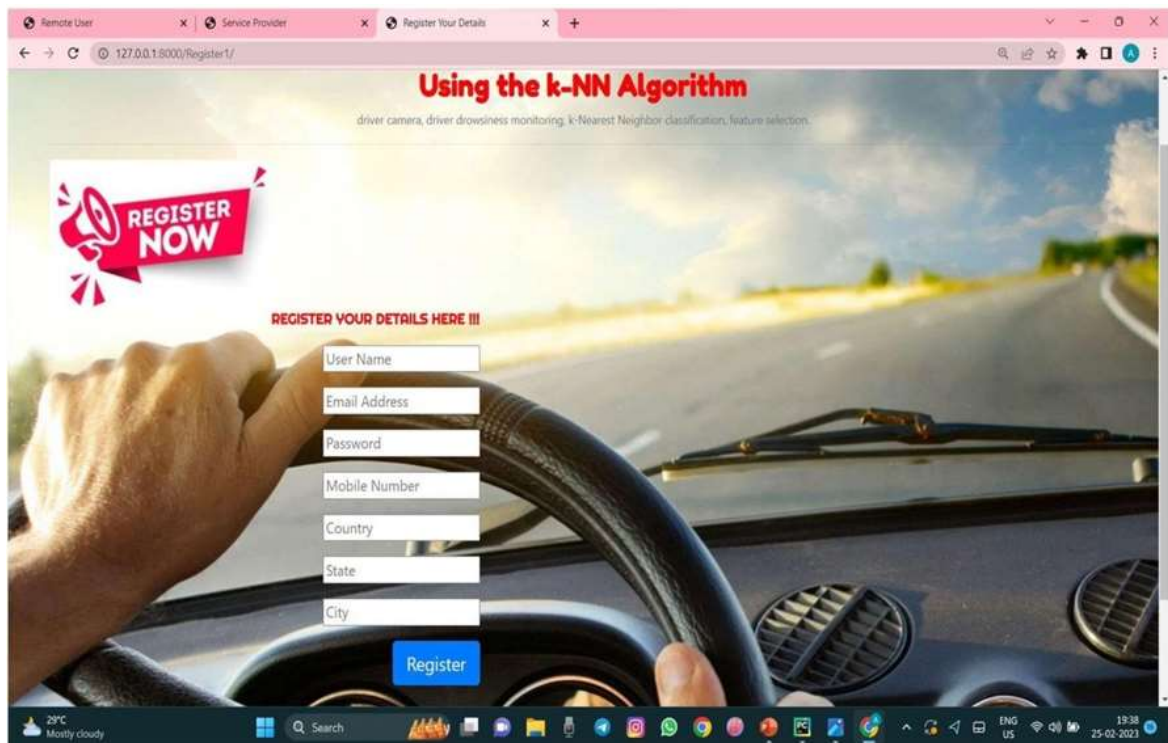 Remote User
Service Provider
Register Your Details
127.0.0.1:8000/Register1/
A
Using the k-NN Algorithm
driver camera, driver drowsiness monitoring, k-Nearest Neighbor classification, feature selection.
REGISTER
NOW
REGISTER YOUR DETAILS HERE !!!
User Name
Email Address
Password
Mobile Number
Country
State
City
Register
29°C
Mostly cloudy
Search
PC
ENG
US
19:38
25-02-2023